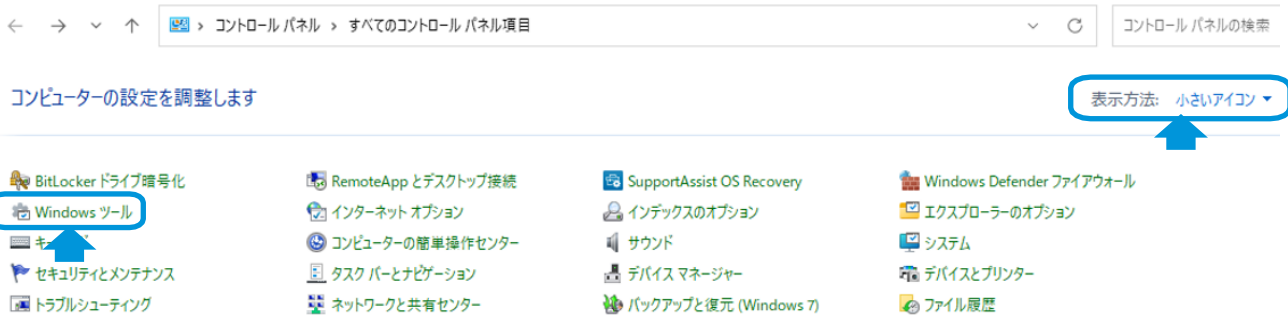 コントロール パネル › すべてのコントロール パネル項目 コントロール パネルの検索
コンピューターの設定を調整します 表示方法: 小さいアイコン
BitLocker ドライブ暗号化 RemoteApp とデスクトップ接続 SupportAssist OS Recovery Windows Defender ファイアウォール
Windows ツール インターネット オプション インデックスのオプション エクスプローラーのオプション
コンピューターの簡単操作センター サウンド システム
セキュリティとメンテナンス タスク バーとナビゲーション デバイス マネージャー デバイスとプリンター
トラブルシューティング ネットワークと共有センター バックアップと復元 (Windows 7) ファイル履歴